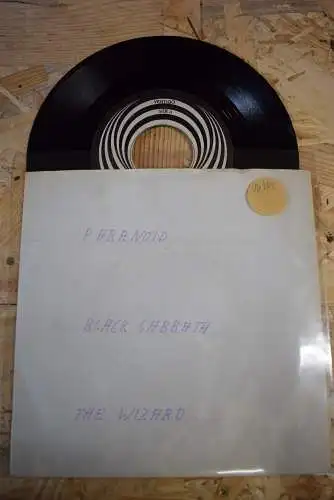 PARANOID
BLACK SABBATH
THE WIZARD